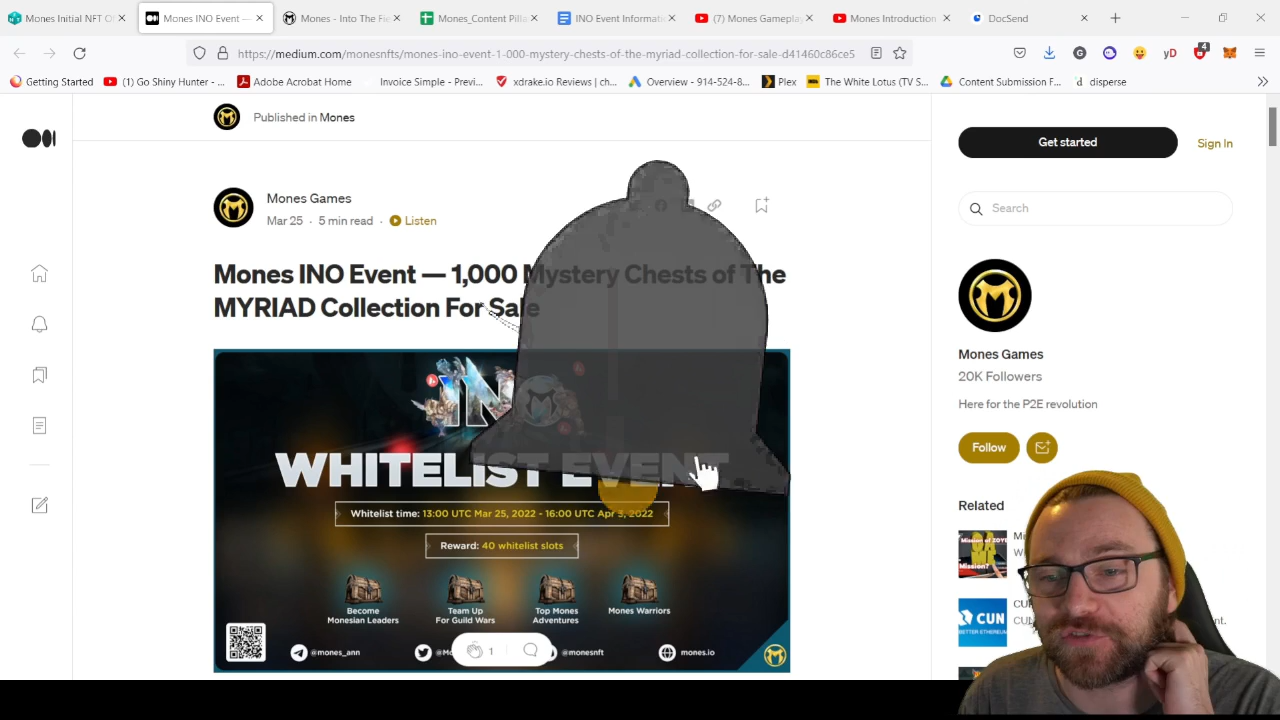 Mones Initial NFT O
Mones INO Event —
Mones - Into The Fie
Mones_Content Pilla
INO Event Informati
(7) Mones Gameplay
Mones Introduction
DocSend
https://medium.com/monesnfts/mones-ino-event-1-000-mystery-chests-of-the-myriad-collection-for-sale-d41460c86ce5
yD
4
Getting Started
(1) Go Shiny Hunter - ...
Adobe Acrobat Home
Invoice Simple - Previ...
xdrake.io Reviews | ch...
Overview - 914-524-8...
Plex
The White Lotus (TV S...
Content Submission F...
d disperse
Published in Mones
Get started
Sign In
Mones Games
Mar 25 · 5 min read · Listen
Search
Mones INO Event — 1,000 Mystery Chests of The
MYRIAD Collection For Sale
Mones Games
20K Followers
Here for the P2E revolution
Follow
INO
WHITELIST EVENT
Whitelist time: 13:00 UTC Mar 25, 2022 - 16:00 UTC Apr 3, 2022
Reward: 40 whitelist slots
Become
Monesian Leaders
Team Up
For Guild Wars
Top Mones
Adventures
Mones Warriors
@mones_ann
1
@monesnft
mones.io
Related
CUN